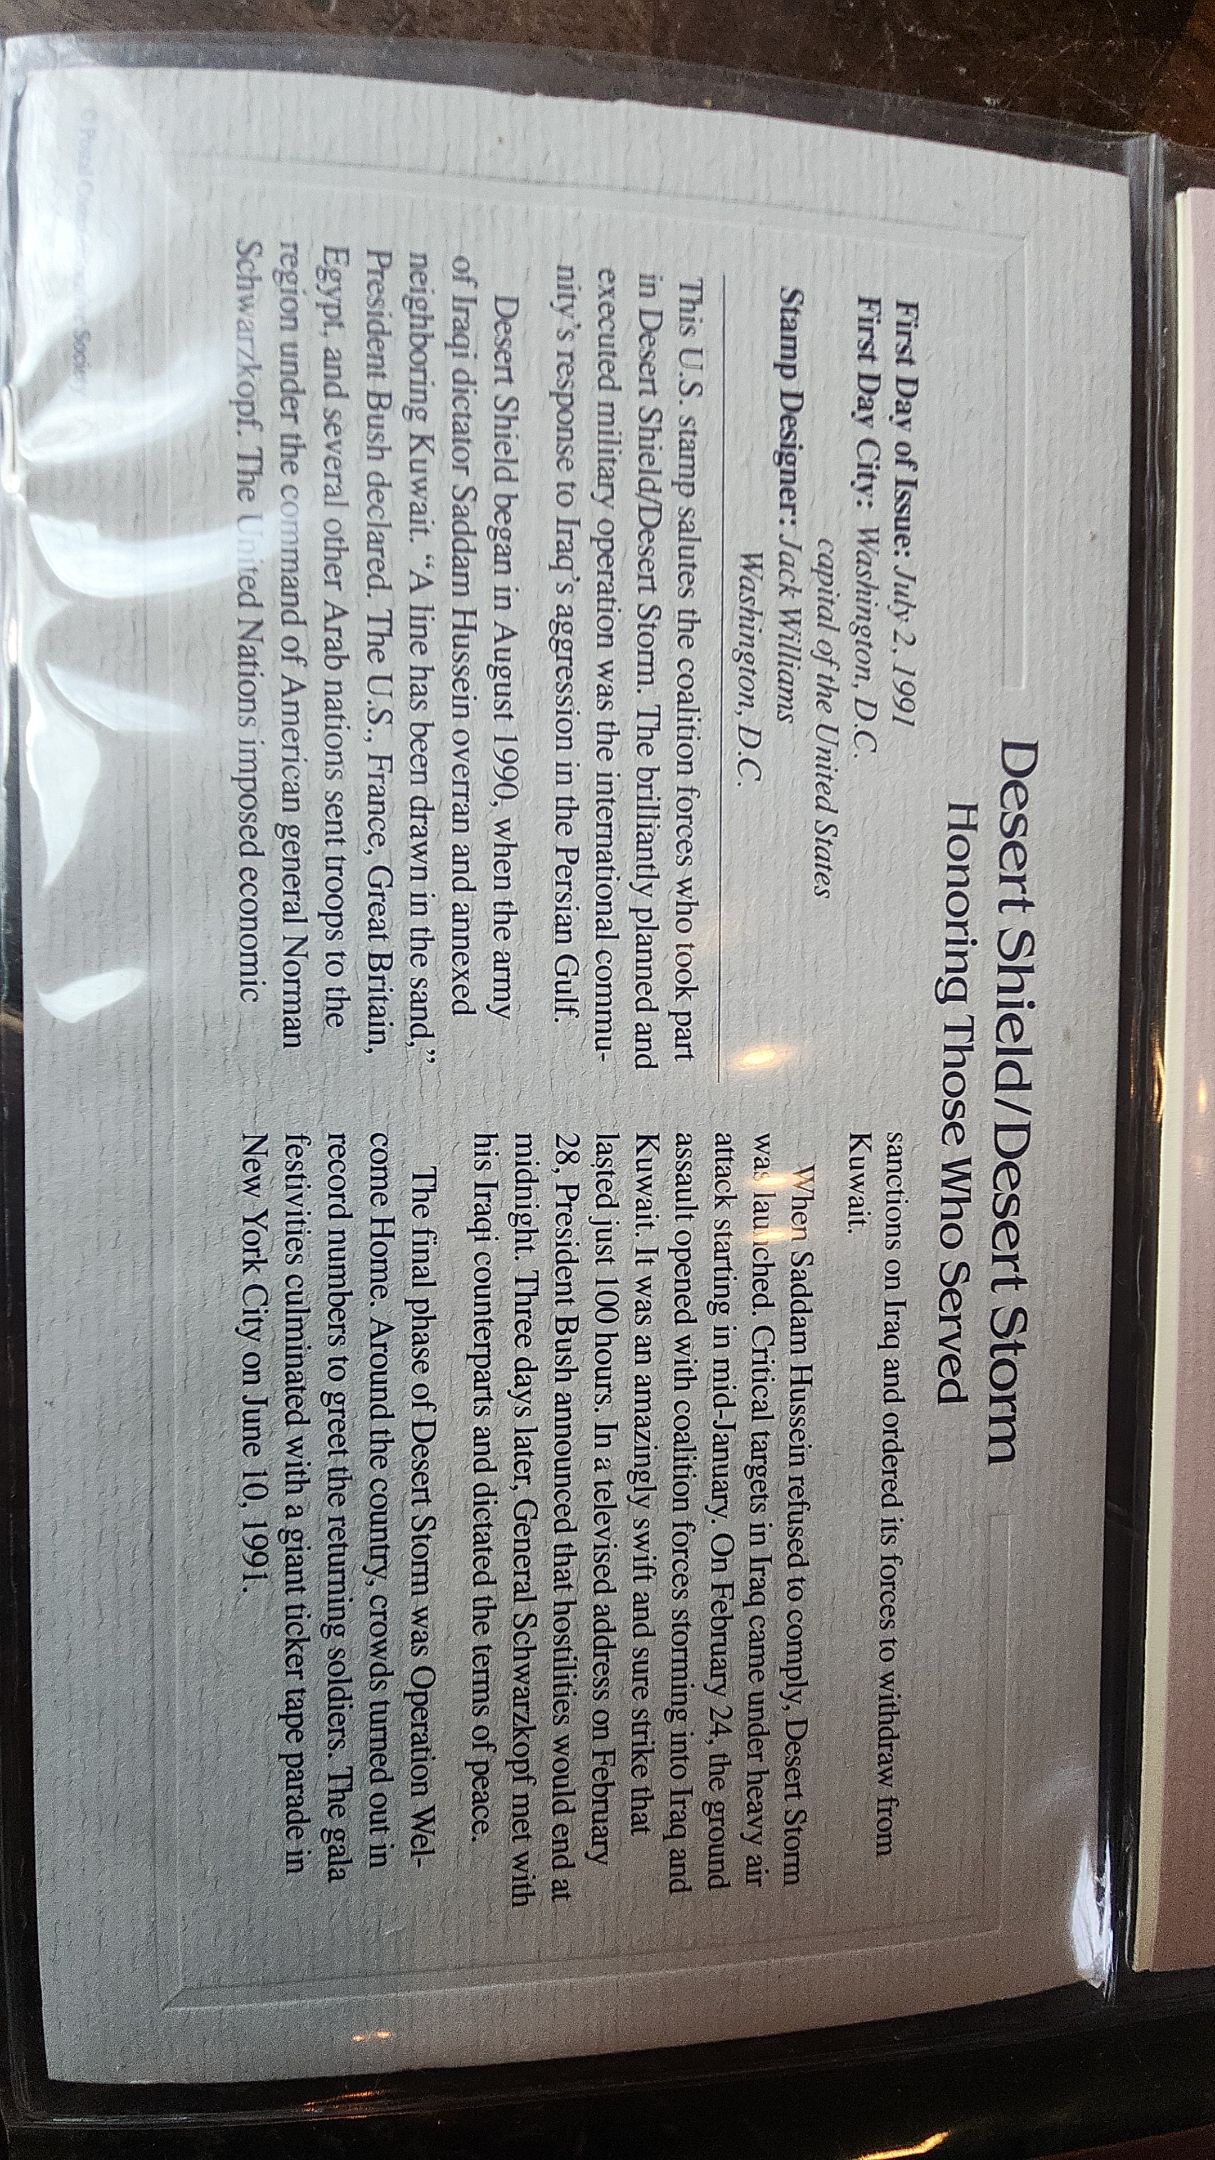 Desert Shield/Desert Storm
Honoring Those Who Served
First Day of Issue: July 2, 1991
First Day City: Washington, D.C.
capital of the United States
Stamp Designer: Jack Williams
Washington, D.C.
This U.S. stamp salutes the coalition forces who took part
in Desert Shield/Desert Storm. The brilliantly planned and
executed military operation was the international commu-
nity's response to Iraq's aggression in the Persian Gulf.
Desert Shield began in August 1990, when the army
of Iraqi dictator Saddam Hussein overran and annexed
neighboring Kuwait. “A line has been drawn in the sand,”
President Bush declared. The U.S., France, Great Britain,
Egypt, and several other Arab nations sent troops to the
region under the command of American general Norman
Schwarzkopf. The United Nations imposed economic
sanctions on Iraq and ordered its forces to withdraw from
Kuwait.
When Saddam Hussein refused to comply, Desert Storm
was launched. Critical targets in Iraq came under heavy air
attack starting in mid-January. On February 24, the ground
assault opened with coalition forces storming into Iraq and
Kuwait. It was an amazingly swift and sure strike that
lasted just 100 hours. In a televised address on February
28, President Bush announced that hostilities would end at
midnight. Three days later, General Schwarzkopf met with
his Iraqi counterparts and dictated the terms of peace.
The final phase of Desert Storm was Operation Wel-
come Home. Around the country, crowds turned out in
record numbers to greet the returning soldiers. The gala
festivities culminated with a giant ticker tape parade in
New York City on June 10, 1991.
© Postal Society